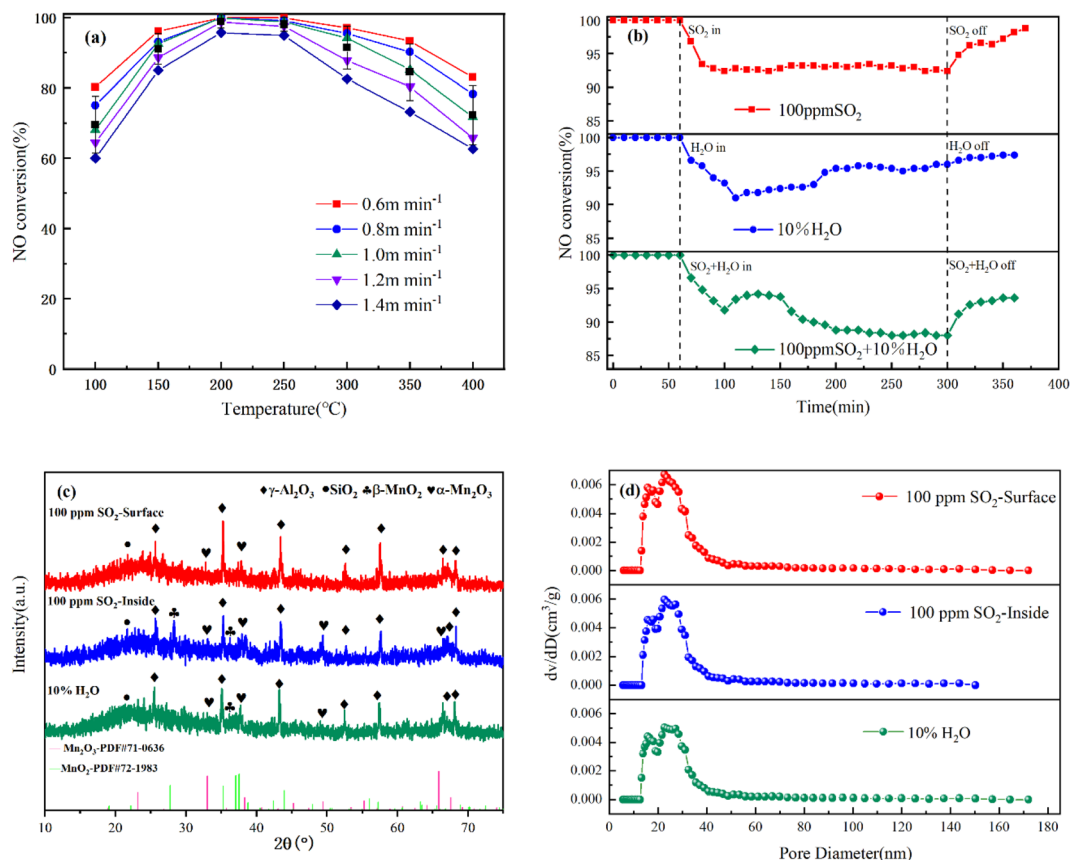 (a)
NO conversion(%)
100
80
60
40
20
0
0.6m min⁻¹
0.8m min⁻¹
1.0m min⁻¹
1.2m min⁻¹
1.4m min⁻¹
100 150 200 250 300 350 400
Temperature(℃)
(b)
NO conversion(%)
100
95
90
85
SO₂ in
SO₂ off
100ppmSO₂
100
95
90
85
H₂O in
H₂O off
10%H₂O
100
95
90
85
SO₂+H₂O in
SO₂+H₂O off
100ppmSO₂+10%H₂O
0 50 100 150 200 250 300 350 400
Time(min)
(c)
♦γ-Al₂O₃ ●SiO₂ ♣β-MnO₂ ♥α-Mn₂O₃
Intensity(a.u.)
100 ppm SO₂-Surface
100 ppm SO₂-Inside
10% H₂O
Mn₂O₃-PDF#71-0636
MnO₂-PDF#72-1983
10 20 30 40 50 60 70
2θ (°)
(d)
dv/dD(cm³/g)
0.006
0.004
0.002
0.000
100 ppm SO₂-Surface
0.006
0.004
0.002
0.000
100 ppm SO₂-Inside
0.006
0.004
0.002
0.000
10% H₂O
0 20 40 60 80 100 120 140 160 180
Pore Diameter(nm)